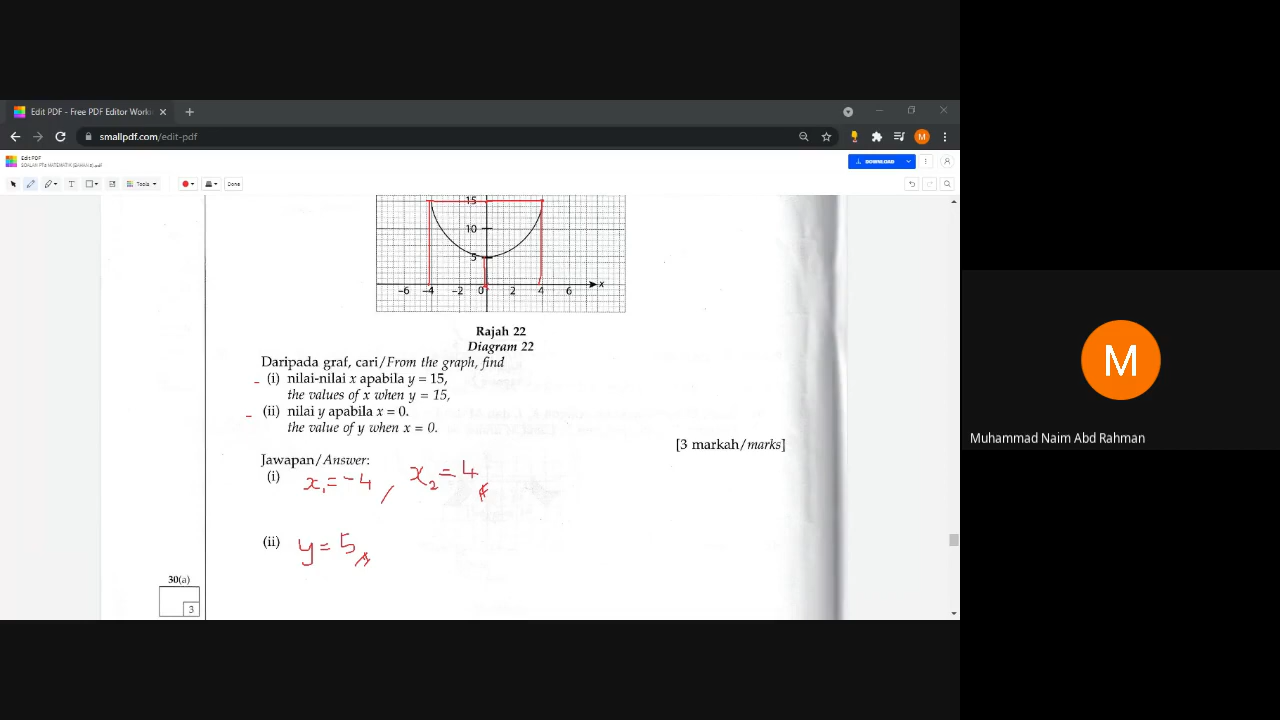 Edit PDF - Free PDF Editor Work
smallpdf.com/edit-pdf
M
Edit PDF
DOWNLOAD
T
Tools
Done
15
10
5
-6 -4 -2 0 2 4 6 x
Rajah 22
Diagram 22
Daripada graf, cari/From the graph, find
(i) nilai-nilai x apabila y = 15,
the values of x when y = 15,
(ii) nilai y apabila x = 0.
the value of y when x = 0.
[3 markah/marks]
Jawapan/Answer:
(i) x₁ = -4 , x₂ = 4
(ii) y = 5
30(a)
3
M
Muhammad Naim Abd Rahman